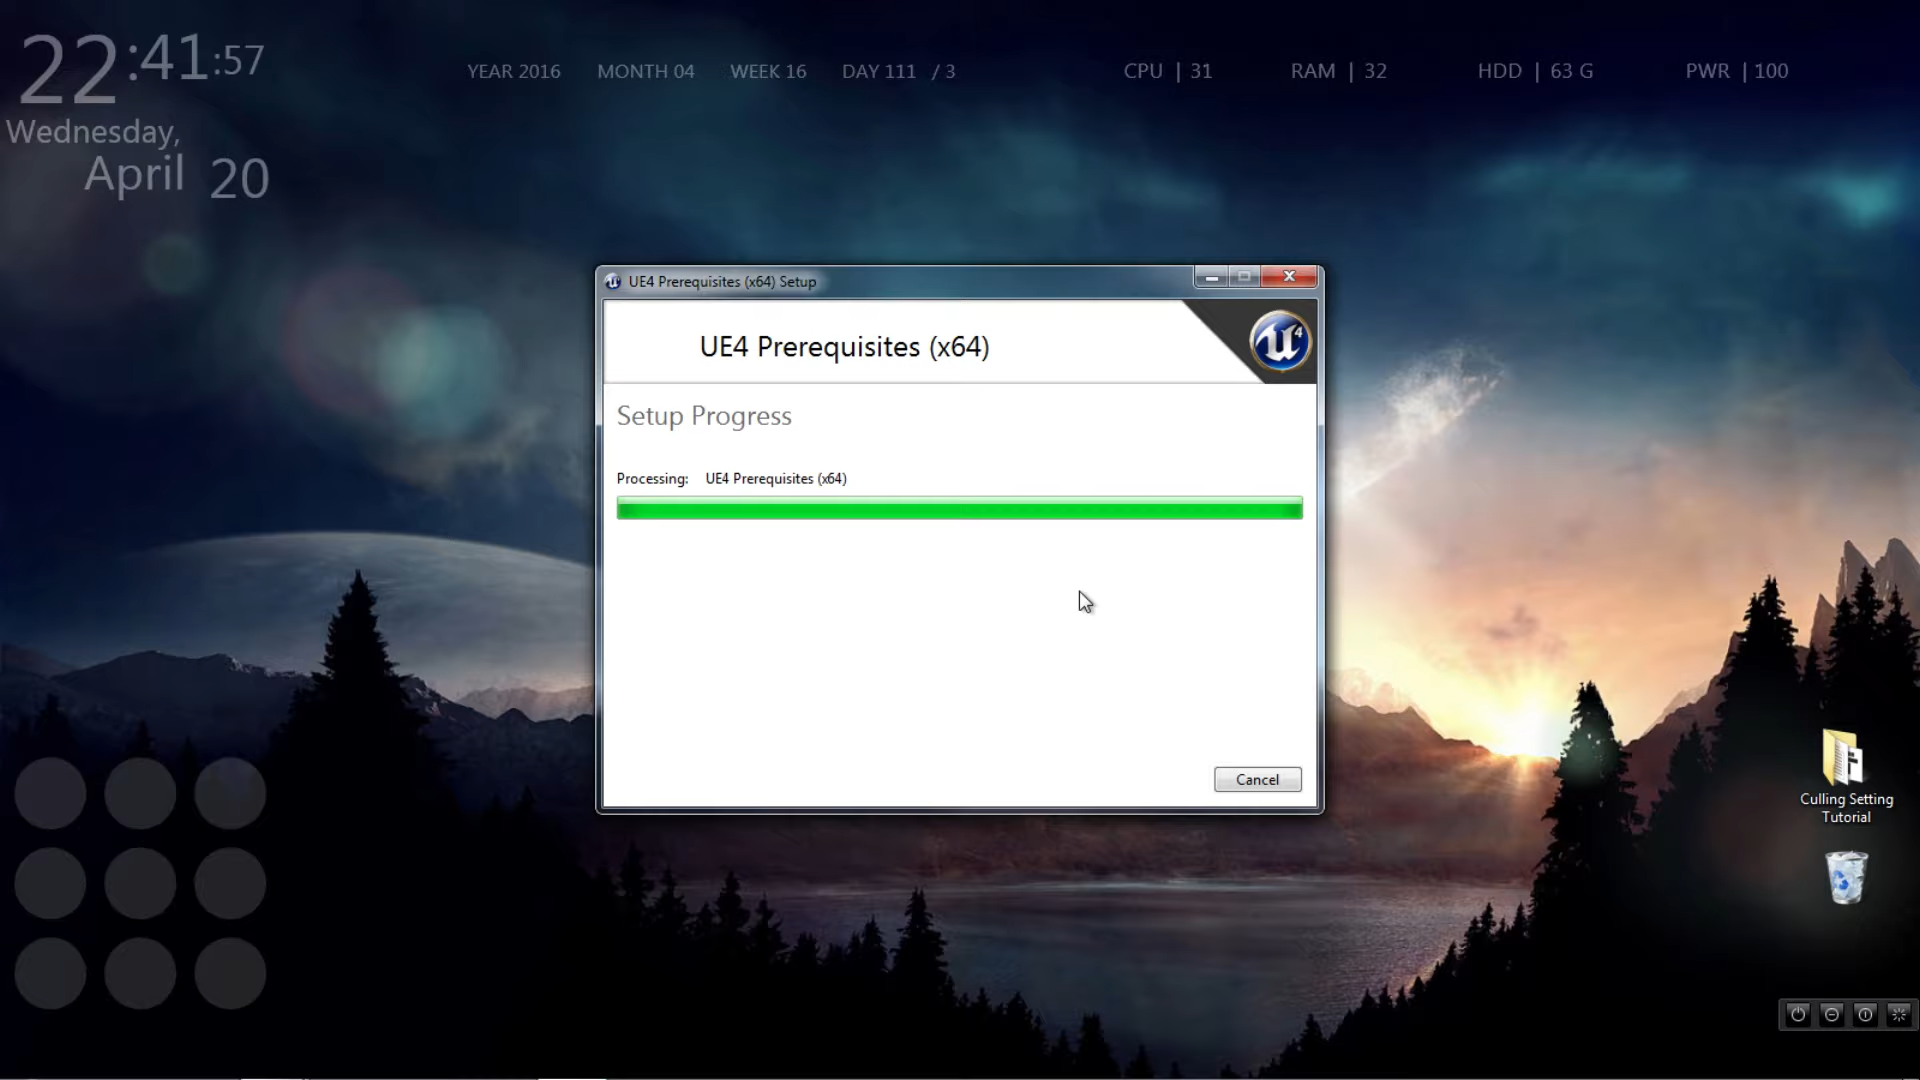 22:41:57
Wednesday,
April 20
YEAR 2016 MONTH 04 WEEK 16 DAY 111 / 3 CPU | 31 RAM | 32 HDD | 63 G PWR | 100
UE4 Prerequisites (x64) Setup
UE4 Prerequisites (x64)
Setup Progress
Processing: UE4 Prerequisites (x64)
Cancel
Culling Setting
Tutorial